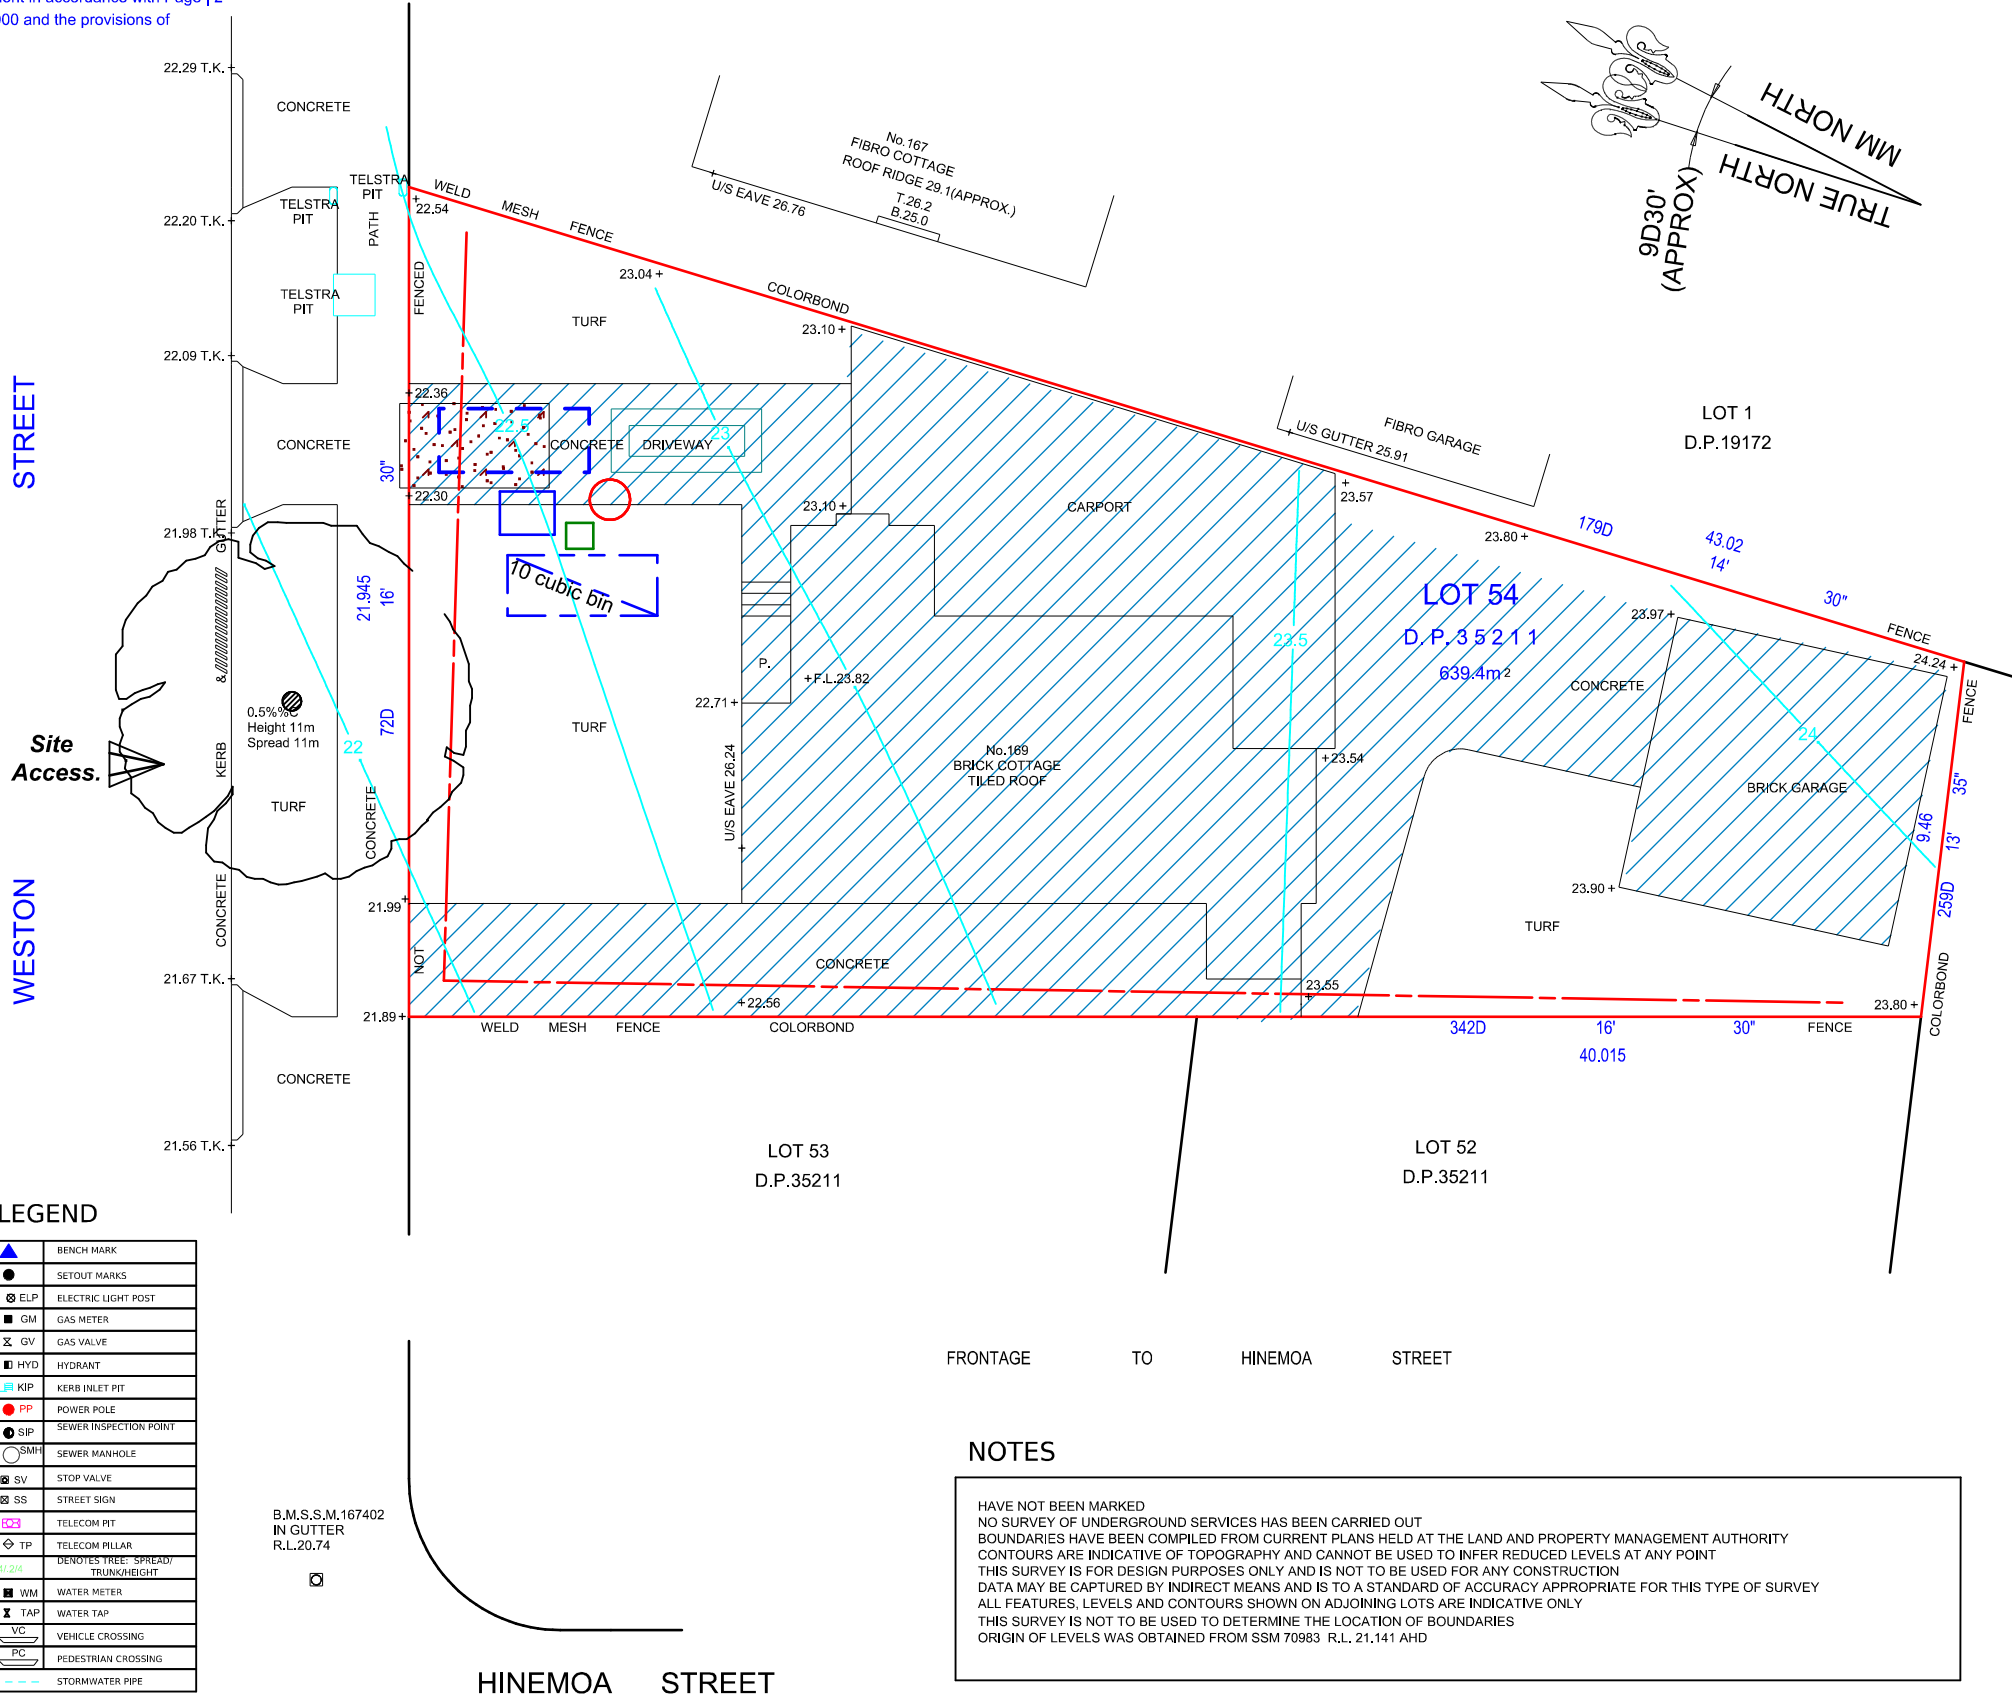 22.29 T.K.
CONCRETE
TELSTRA
PIT
TELSTRA
PIT
PATH
22.20 T.K.
TELSTRA
PIT
22.09 T.K.
FENCED
STREET
CONCRETE
21.98 T.K.
GUTTER
&
KERB
CONCRETE
WESTON
Site
Access.
0.5%%C
Height 11m
Spread 11m
22
TURF
CONCRETE
21.945
30"
16'
72D
21.99
NOT
21.67 T.K.
21.89
CONCRETE
21.56 T.K.
WELD
MESH
FENCE
22.54
23.04
COLORBOND
TURF
23.10
22.36
22.5
CONCRETE
DRIVEWAY
23
22.30
10 cubic bin
23.10
P.
F.L.23.82
22.71
TURF
U/S EAVE 26.24
No.169
BRICK COTTAGE
TILED ROOF
CARPORT
No.167
FIBRO COTTAGE
ROOF RIDGE 29.1(APPROX.)
T.26.2
B.25.0
U/S EAVE 26.76
MM NORTH
TRUE NORTH
9D30'
(APPROX)
LOT 1
D.P.19172
FIBRO GARAGE
U/S GUTTER 25.91
23.57
179D
43.02
14'
30"
23.80
LOT 54
D. P. 3 5 2 1 1
639.4m2
23.5
23.97
FENCE
24.24
FENCE
CONCRETE
24
BRICK GARAGE
23.54
35"
9.46
13'
259D
23.90
TURF
COLORBOND
CONCRETE
22.56
23.55
23.80
WELD MESH FENCE COLORBOND
342D 16' 30" FENCE
40.015
LOT 53
D.P.35211
LOT 52
D.P.35211
LEGEND
BENCH MARK
SETOUT MARKS
ELP ELECTRIC LIGHT POST
GM GAS METER
GV GAS VALVE
HYD HYDRANT
KIP KERB INLET PIT
PP POWER POLE
SIP SEWER INSPECTION POINT
SMH SEWER MANHOLE
SV STOP VALVE
SS STREET SIGN
TELECOM PIT
TP TELECOM PILLAR
DENOTES TREE: SPREAD/
TRUNK/HEIGHT
WM WATER METER
TAP WATER TAP
VC VEHICLE CROSSING
PC PEDESTRIAN CROSSING
STORMWATER PIPE
B.M.S.S.M.167402
IN GUTTER
R.L.20.74
FRONTAGE TO HINEMOA STREET
HINEMOA STREET
NOTES
HAVE NOT BEEN MARKED
NO SURVEY OF UNDERGROUND SERVICES HAS BEEN CARRIED OUT
BOUNDARIES HAVE BEEN COMPILED FROM CURRENT PLANS HELD AT THE LAND AND PROPERTY MANAGEMENT AUTHORITY
CONTOURS ARE INDICATIVE OF TOPOGRAPHY AND CANNOT BE USED TO INFER REDUCED LEVELS AT ANY POINT
THIS SURVEY IS FOR DESIGN PURPOSES ONLY AND IS NOT TO BE USED FOR ANY CONSTRUCTION
DATA MAY BE CAPTURED BY INDIRECT MEANS AND IS TO A STANDARD OF ACCURACY APPROPRIATE FOR THIS TYPE OF SURVEY
ALL FEATURES, LEVELS AND CONTOURS SHOWN ON ADJOINING LOTS ARE INDICATIVE ONLY
THIS SURVEY IS NOT TO BE USED TO DETERMINE THE LOCATION OF BOUNDARIES
ORIGIN OF LEVELS WAS OBTAINED FROM SSM 70983 R.L. 21.141 AHD